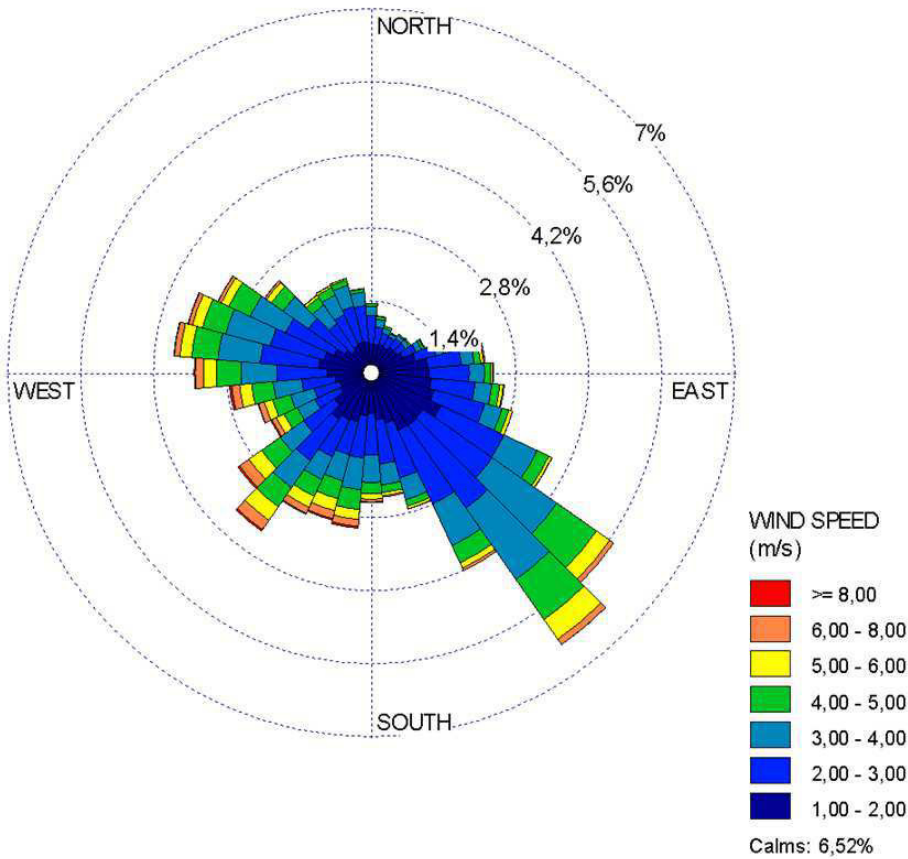 NORTH
7%
5,6%
4,2%
2,8%
1,4%
WEST
EAST
SOUTH
WIND SPEED
(m/s)
>= 8,00
6,00 - 8,00
5,00 - 6,00
4,00 - 5,00
3,00 - 4,00
2,00 - 3,00
1,00 - 2,00
Calms: 6,52%